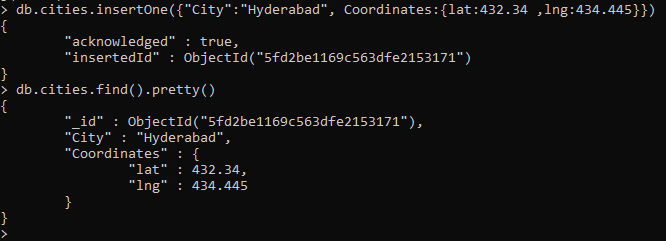 > db.cities.insertOne({"City":"Hyderabad", Coordinates:{lat:432.34 ,lng:434.445}})
{
        "acknowledged" : true,
        "insertedId" : ObjectId("5fd2be1169c563dfe2153171")
}
> db.cities.find().pretty()
{
        "_id" : ObjectId("5fd2be1169c563dfe2153171"),
        "City" : "Hyderabad",
        "Coordinates" : {
                "lat" : 432.34,
                "lng" : 434.445
        }
}
>